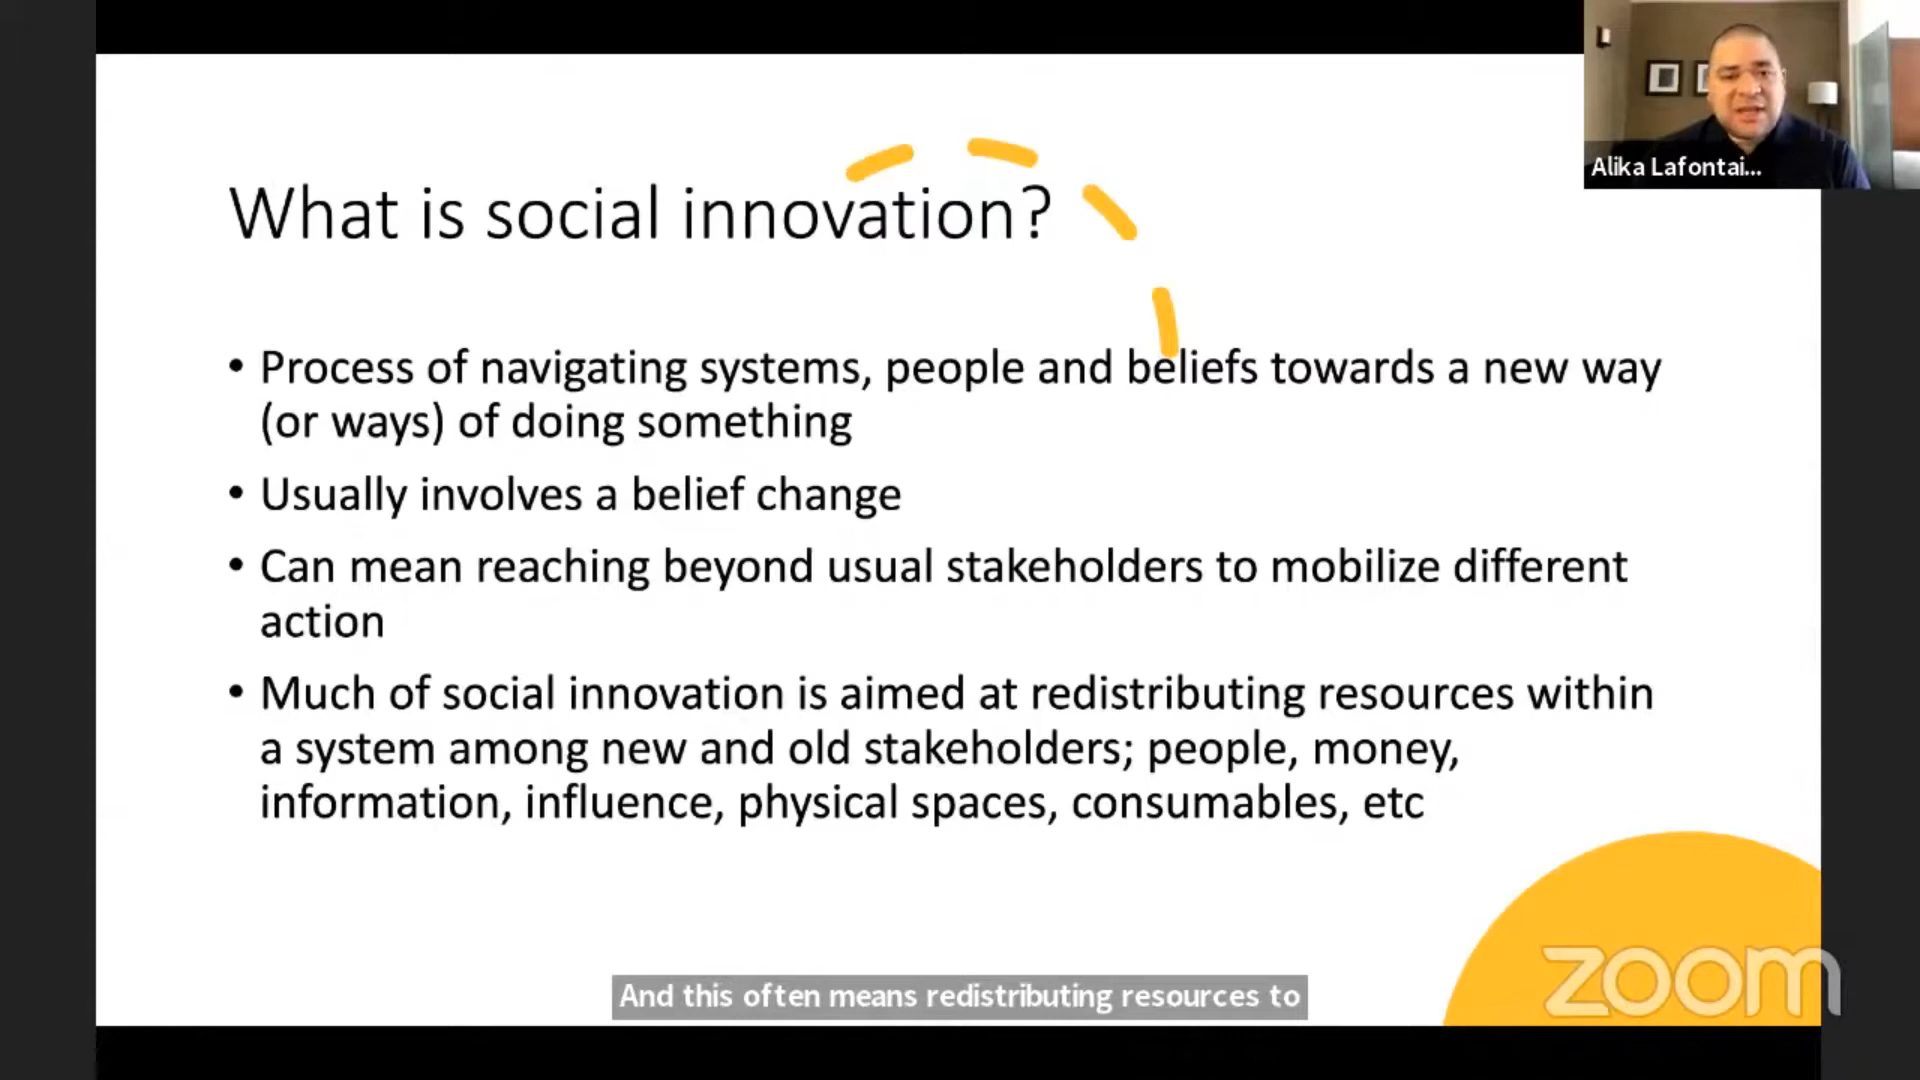 Alika Lafontai...
What is social innovation?
• Process of navigating systems, people and beliefs towards a new way
(or ways) of doing something
• Usually involves a belief change
• Can mean reaching beyond usual stakeholders to mobilize different
action
• Much of social innovation is aimed at redistributing resources within
a system among new and old stakeholders; people, money,
information, influence, physical spaces, consumables, etc
And this often means redistributing resources to
zoom